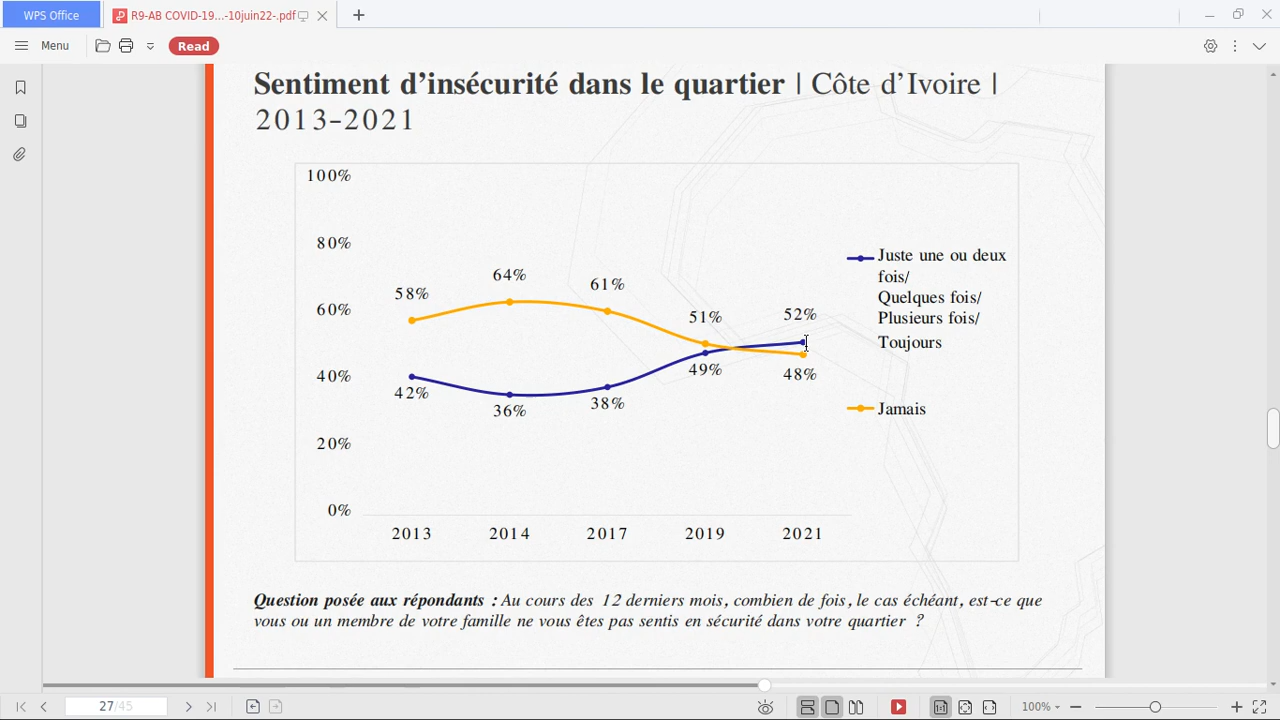 WPS Office
R9-AB COVID-19...-10juin22-.pdf
Menu
Read
Sentiment d’insécurité dans le quartier | Côte d’Ivoire |
2013-2021
100%
80%
60%
40%
20%
0%
58%
64%
61%
51%
52%
42%
36%
38%
49%
48%
2013
2014
2017
2019
2021
Juste une ou deux
fois/
Quelques fois/
Plusieurs fois/
Toujours
Jamais
Question posée aux répondants : Au cours des 12 derniers mois, combien de fois, le cas échéant, est-ce que
vous ou un membre de votre famille ne vous êtes pas sentis en sécurité dans votre quartier ?
27/45
100%